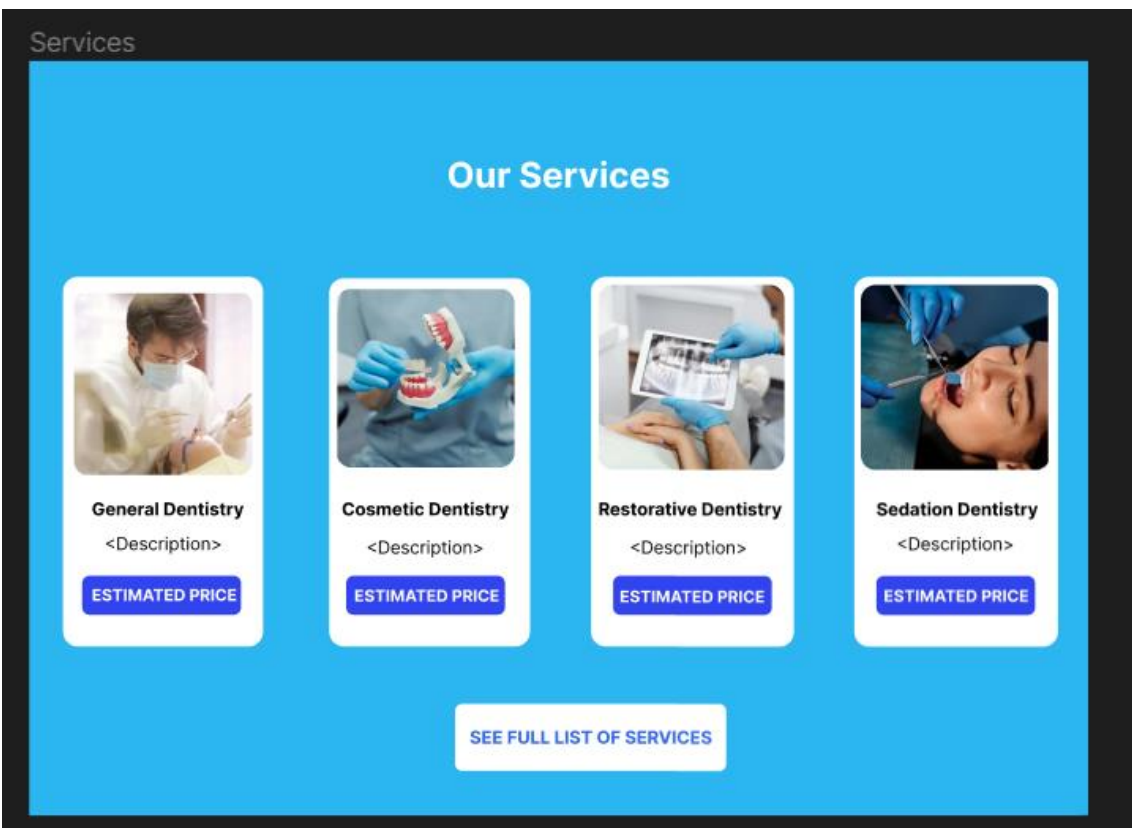 Services
Our Services
General Dentistry
<Description>
ESTIMATED PRICE
Cosmetic Dentistry
<Description>
ESTIMATED PRICE
Restorative Dentistry
<Description>
ESTIMATED PRICE
Sedation Dentistry
<Description>
ESTIMATED PRICE
SEE FULL LIST OF SERVICES